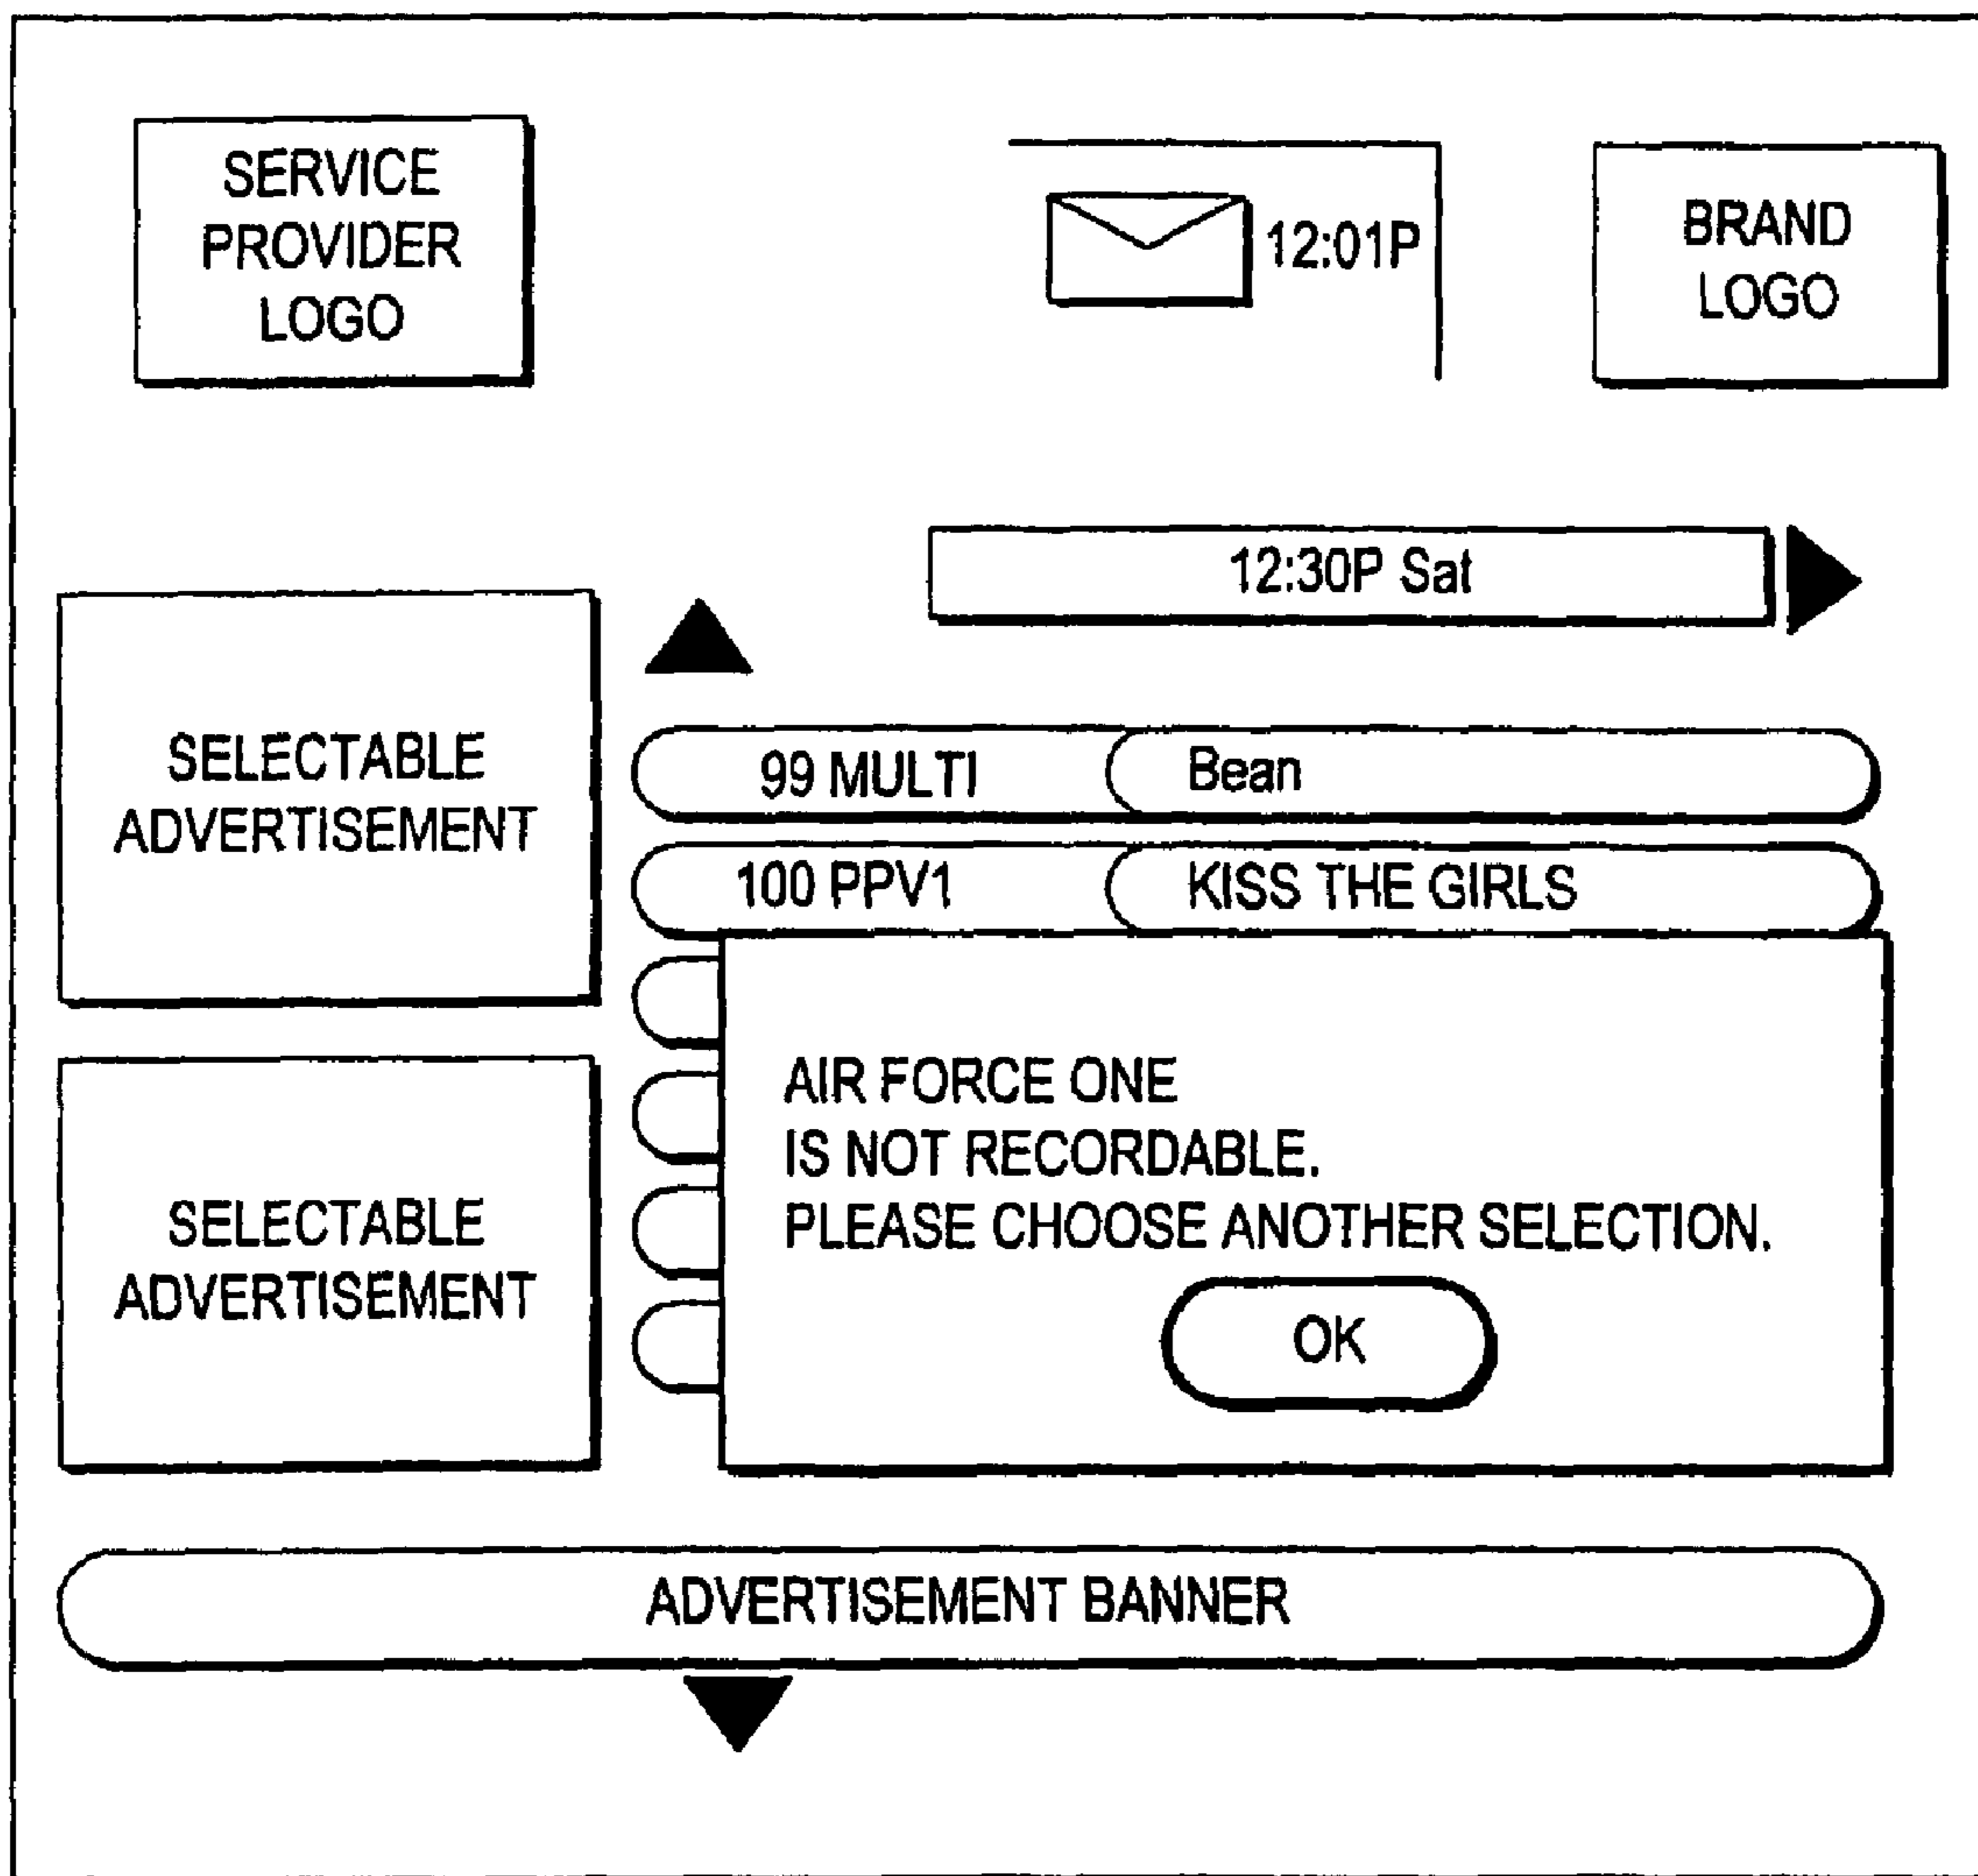 SERVICE
PROVIDER
LOGO
12:01P
BRAND
LOGO
12:30P Sat
SELECTABLE
ADVERTISEMENT
99 MULTI Bean
100 PPV1 KISS THE GIRLS
AIR FORCE ONE
IS NOT RECORDABLE.
PLEASE CHOOSE ANOTHER SELECTION.
OK
SELECTABLE
ADVERTISEMENT
ADVERTISEMENT BANNER